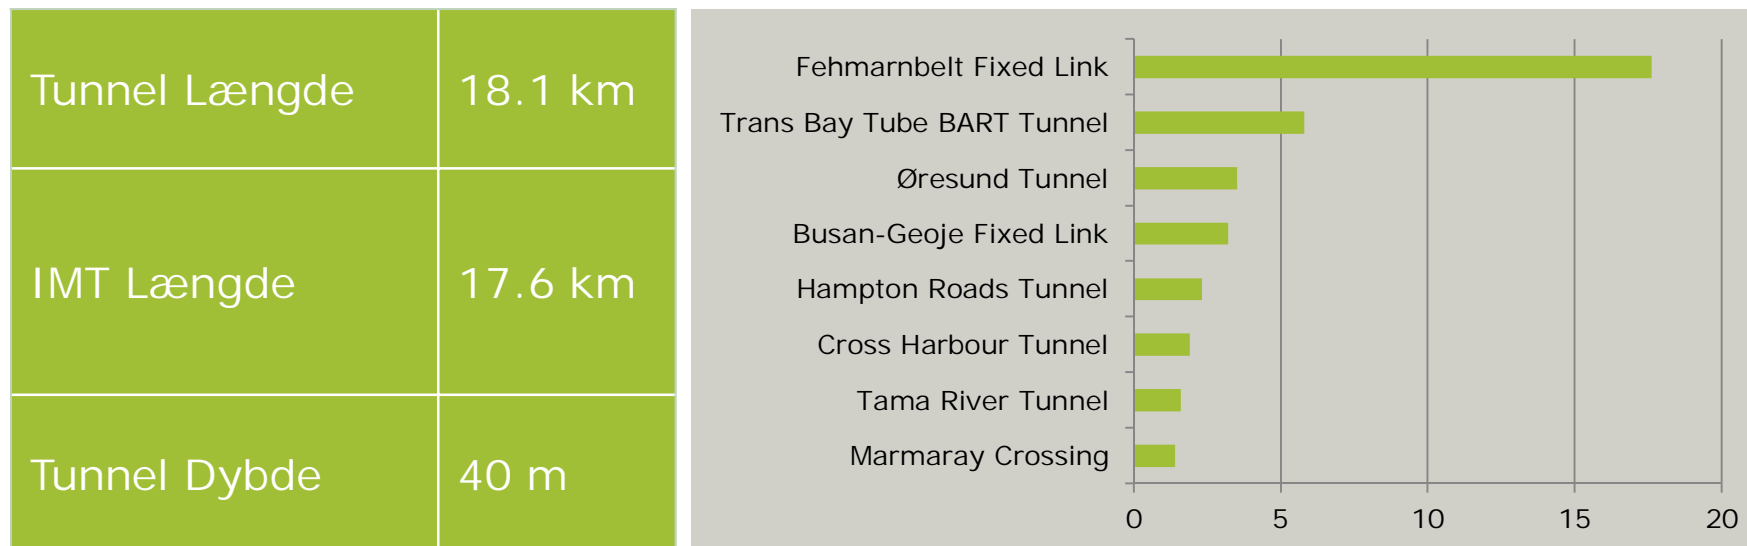 Tunnel Længde 18.1 km
IMT Længde 17.6 km
Tunnel Dybde 40 m
Fehmarnbelt Fixed Link
Trans Bay Tube BART Tunnel
Øresund Tunnel
Busan-Geoje Fixed Link
Hampton Roads Tunnel
Cross Harbour Tunnel
Tama River Tunnel
Marmaray Crossing
0 5 10 15 20